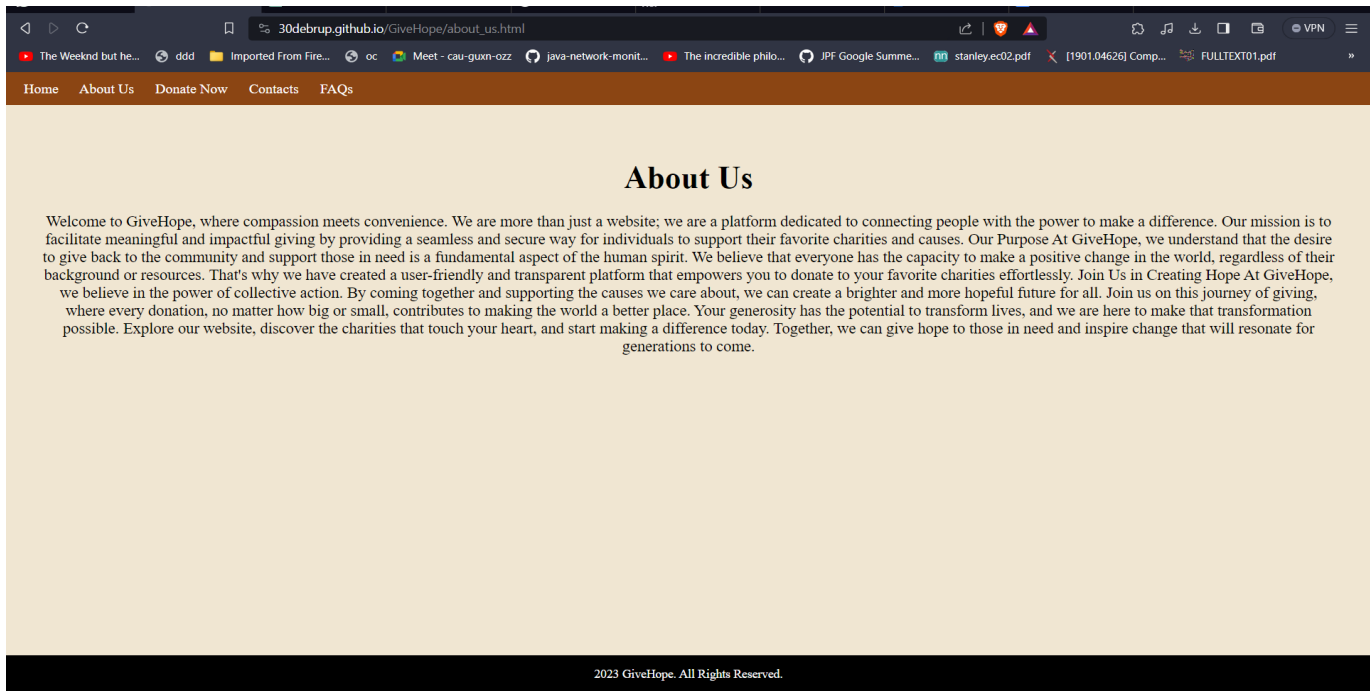 30debrup.github.io/GiveHope/about_us.html
VPN
The Weeknd but he... ddd Imported From Fire... oc Meet - cau-guxn-ozz java-network-monit... The incredible philo... JPF Google Summe... nn stanley.ec02.pdf [1901.04626] Comp... FULLTEXT01.pdf »
Home About Us Donate Now Contacts FAQs
About Us
Welcome to GiveHope, where compassion meets convenience. We are more than just a website; we are a platform dedicated to connecting people with the power to make a difference. Our mission is to
facilitate meaningful and impactful giving by providing a seamless and secure way for individuals to support their favorite charities and causes. Our Purpose At GiveHope, we understand that the desire
to give back to the community and support those in need is a fundamental aspect of the human spirit. We believe that everyone has the capacity to make a positive change in the world, regardless of their
background or resources. That's why we have created a user-friendly and transparent platform that empowers you to donate to your favorite charities effortlessly. Join Us in Creating Hope At GiveHope,
we believe in the power of collective action. By coming together and supporting the causes we care about, we can create a brighter and more hopeful future for all. Join us on this journey of giving,
where every donation, no matter how big or small, contributes to making the world a better place. Your generosity has the potential to transform lives, and we are here to make that transformation
possible. Explore our website, discover the charities that touch your heart, and start making a difference today. Together, we can give hope to those in need and inspire change that will resonate for
generations to come.
2023 GiveHope. All Rights Reserved.